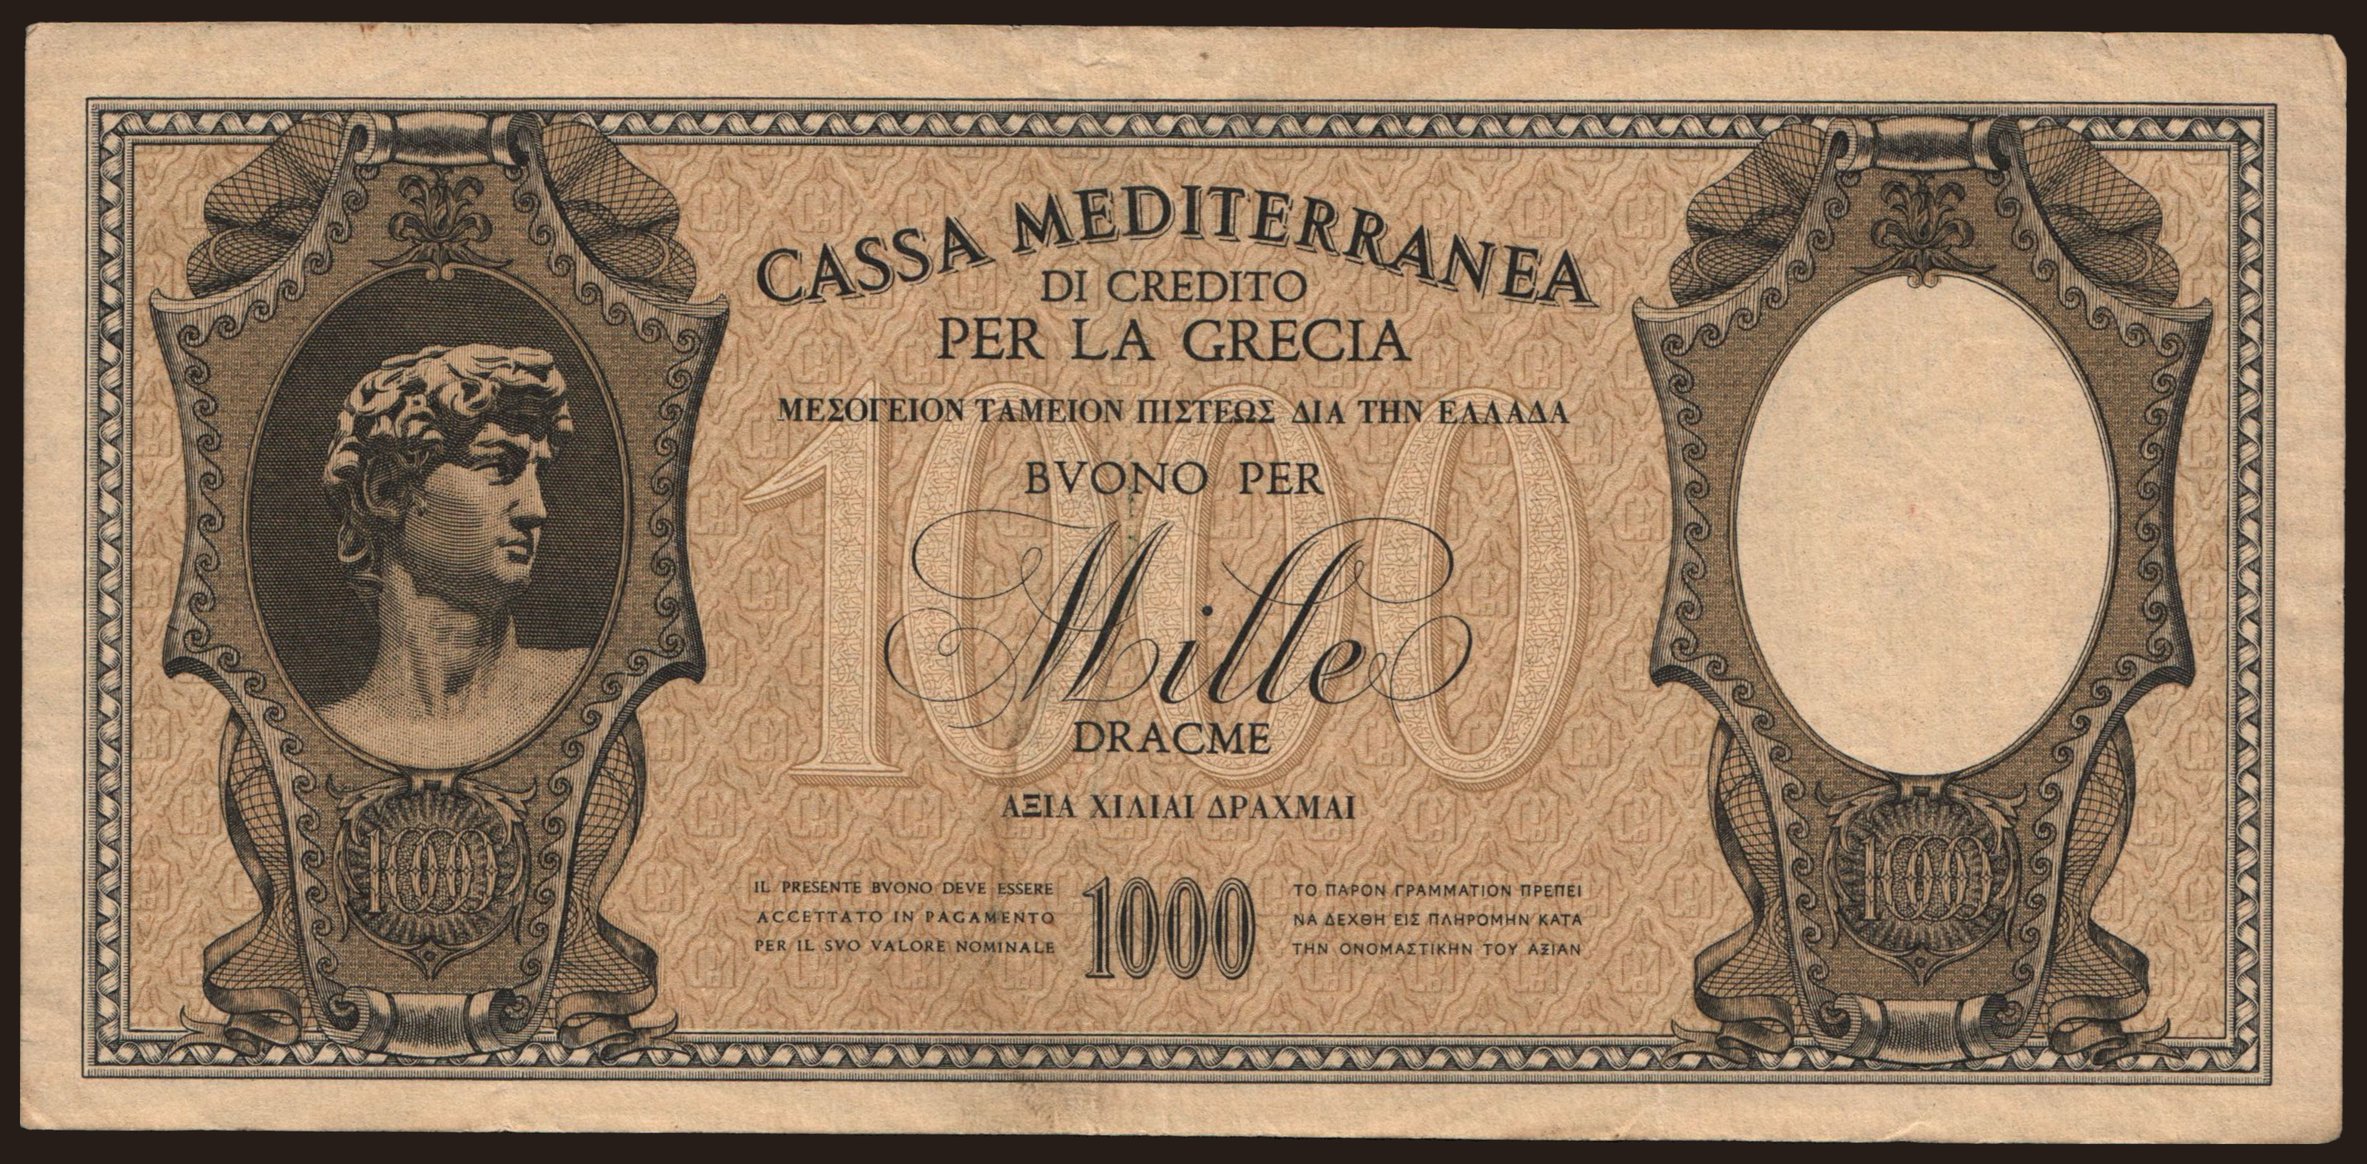 CASSA MEDITERRANEA
DI CREDITO
PER LA GRECIA
ΜΕΣΟΓΕΙΟΝ ΤΑΜΕΙΟΝ ΠΙΣΤΕΩΣ ΔΙΑ ΤΗΝ ΕΛΛΑΔΑ
BVONO PER
1000
Mille
DRACME
ΑΞΙΑ ΧΙΛΙΑΙ ΔΡΑΧΜΑΙ
IL PRESENTE BVONO DEVE ESSERE
ACCETTATO IN PAGAMENTO
PER IL SVO VALORE NOMINALE
1000
ΤΟ ΠΑΡΟΝ ΓΡΑΜΜΑΤΙΟΝ ΠΡΕΠΕΙ
ΝΑ ΔΕΧΘΗ ΕΙΣ ΠΛΗΡΟΜΗΝ ΚΑΤΑ
ΤΗΝ ΟΝΟΜΑΣΤΙΚΗΝ ΤΟΥ ΑΞΙΑΝ
1000
1000